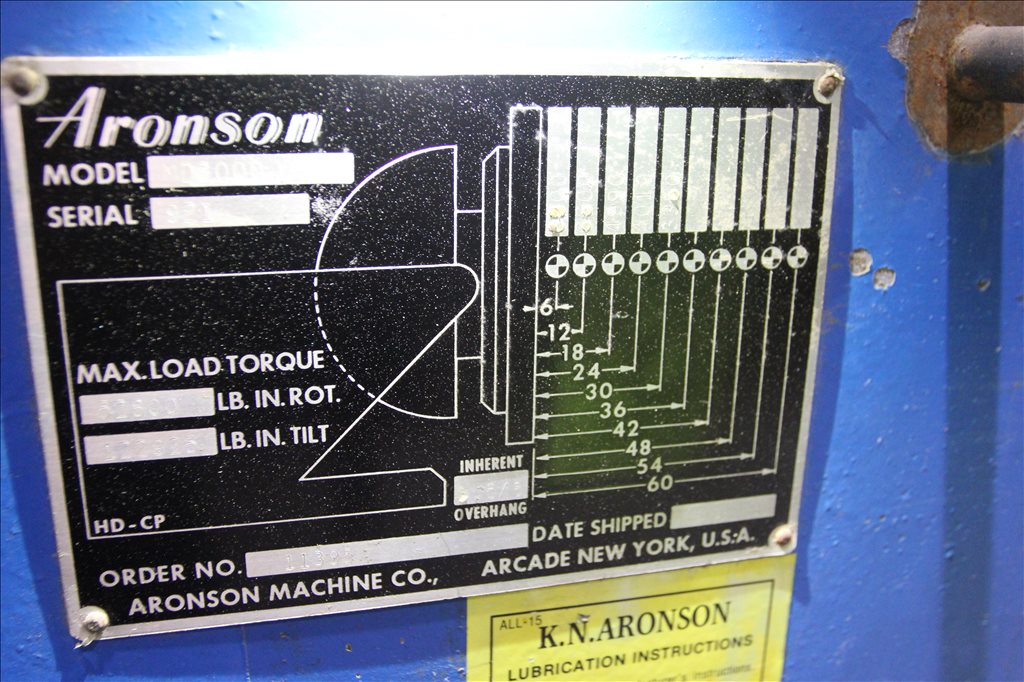 Aronson
MODEL
SERIAL
6
12
18
24
30
36
42
48
54
60
MAX. LOAD TORQUE
LB. IN. ROT.
LB. IN. TILT
INHERENT
OVERHANG
HD-CP
DATE SHIPPED
ORDER NO.
ARONSON MACHINE CO., ARCADE NEW YORK, U.S.A.
ALL-15
K.N.ARONSON
LUBRICATION INSTRUCTIONS
Instructions